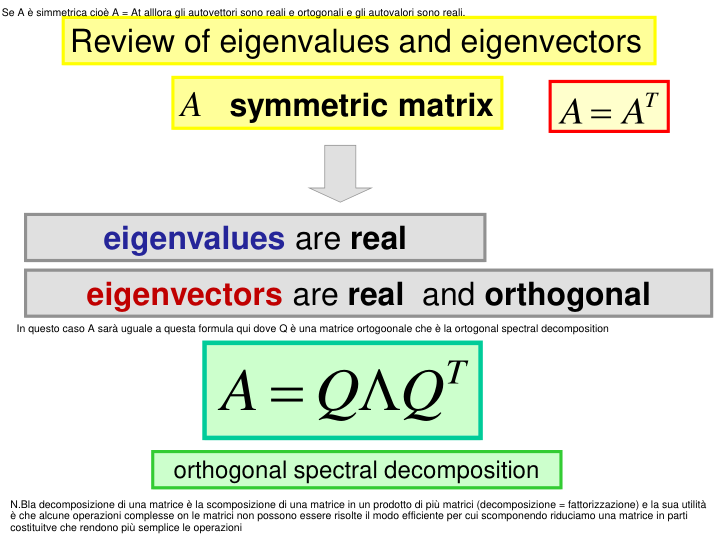 Se A è simmetrica cioè A = At alllora gli autovettori sono reali e ortogonali e gli autovalori sono reali.
Review of eigenvalues and eigenvectors
A symmetric matrix
A = A^T
eigenvalues are real
eigenvectors are real and orthogonal
In questo caso A sarà uguale a questa formula qui dove Q è una matrice ortogoonale che è la ortogonal spectral decomposition
A = QΛQ^T
orthogonal spectral decomposition
N.Bla decomposizione di una matrice è la scomposizione di una matrice in un prodotto di più matrici (decomposizione = fattorizzazione) e la sua utilità
è che alcune operazioni complesse on le matrici non possono essere risolte il modo efficiente per cui scomponendo riduciamo una matrice in parti
costituitve che rendono più semplice le operazioni